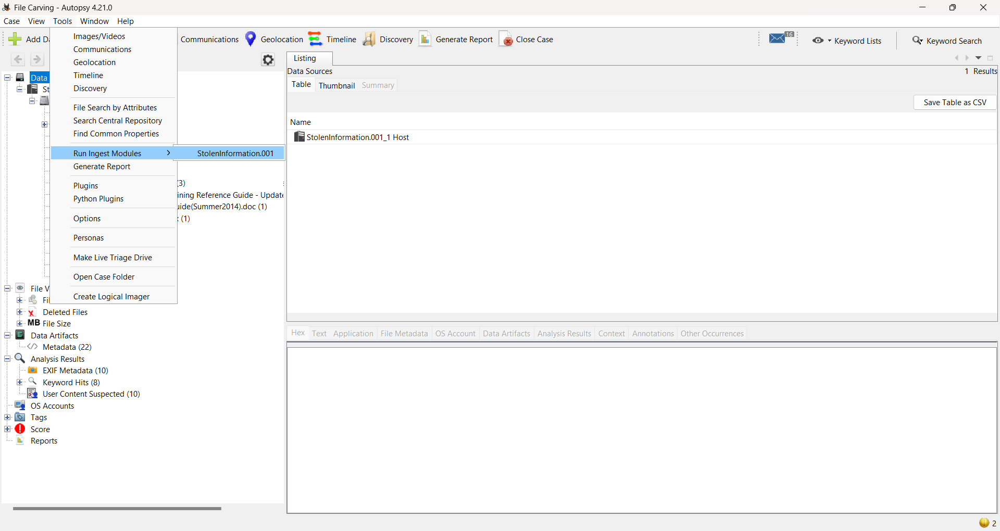 File Carving - Autopsy 4.21.0
Case View Tools Window Help
Add Da
Communications Geolocation Timeline Discovery Generate Report Close Case
16
Keyword Lists
Keyword Search
Images/Videos
Communications
Geolocation
Timeline
Discovery
File Search by Attributes
Search Central Repository
Find Common Properties
Run Ingest Modules
StolenInformation.001
Generate Report
Plugins
Python Plugins
Options
Personas
Make Live Triage Drive
Open Case Folder
Create Logical Imager
Data
St
(3)
ining Reference Guide - Update
uide(Summer2014).doc (1)
(1)
File V
Fil
Deleted Files
MB File Size
Data Artifacts
Metadata (22)
Analysis Results
EXIF Metadata (10)
Keyword Hits (8)
User Content Suspected (10)
OS Accounts
Tags
Score
Reports
Listing
Data Sources
1 Results
Table Thumbnail Summary
Save Table as CSV
Name
StolenInformation.001_1 Host
Hex Text Application File Metadata OS Account Data Artifacts Analysis Results Context Annotations Other Occurrences
2